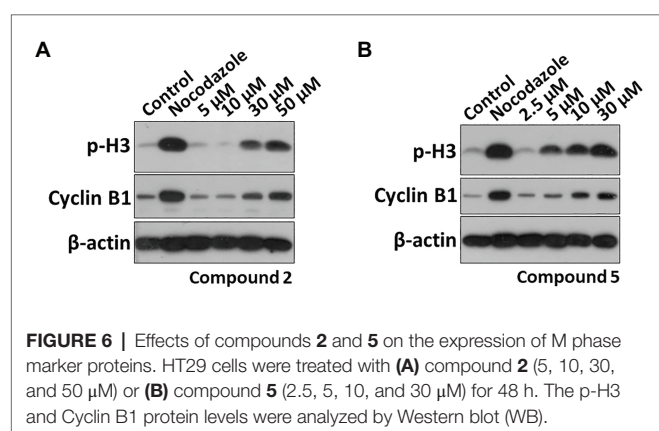 A
Control
Nocodazole
5 μM
10 μM
30 μM
50 μM
p-H3
Cyclin B1
β-actin
Compound 2
B
Control
Nocodazole
2.5 μM
5 μM
10 μM
30 μM
p-H3
Cyclin B1
β-actin
Compound 5
FIGURE 6 | Effects of compounds 2 and 5 on the expression of M phase
marker proteins. HT29 cells were treated with (A) compound 2 (5, 10, 30,
and 50 μM) or (B) compound 5 (2.5, 5, 10, and 30 μM) for 48 h. The p-H3
and Cyclin B1 protein levels were analyzed by Western blot (WB).